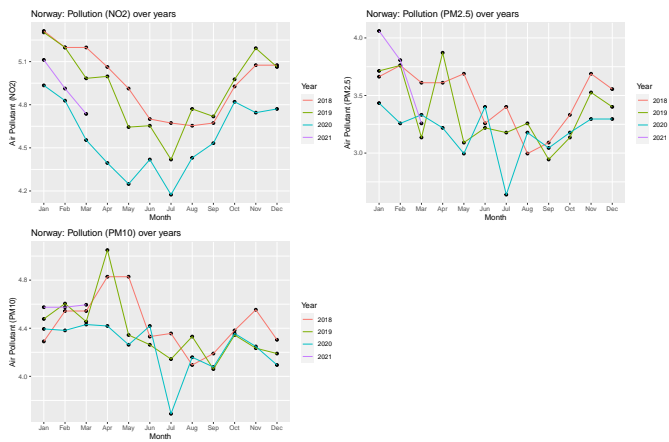 Norway: Pollution (NO2) over years
5.1
4.8
4.5
4.2
Air Pollutant (NO2)
Jan Feb Mar Apr May Jun Jul Aug Sep Oct Nov Dec
Month
Year
2018
2019
2020
2021
Norway: Pollution (PM2.5) over years
4.0
3.5
3.0
Air Pollutant (PM2.5)
Jan Feb Mar Apr May Jun Jul Aug Sep Oct Nov Dec
Month
Year
2018
2019
2020
2021
Norway: Pollution (PM10) over years
4.8
4.4
4.0
Air Pollutant (PM10)
Jan Feb Mar Apr May Jun Jul Aug Sep Oct Nov Dec
Month
Year
2018
2019
2020
2021